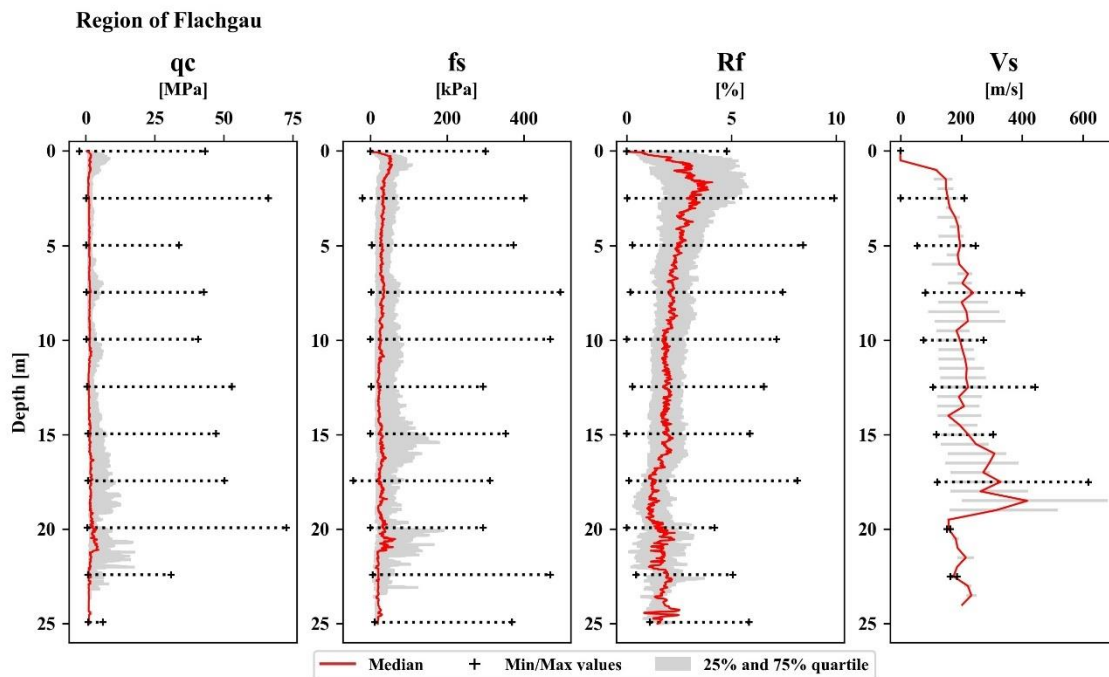 Region of Flachgau
qc fs Rf Vs
[MPa] [kPa] [%] [m/s]
0 25 50 75 0 200 400 0 5 10 0 200 400 600
0 0 0 0
5 5 5 5
10 10 10 10
Depth [m]
15 15 15 15
20 20 20 20
25 25 25 25
Median Min/Max values 25% and 75% quartile